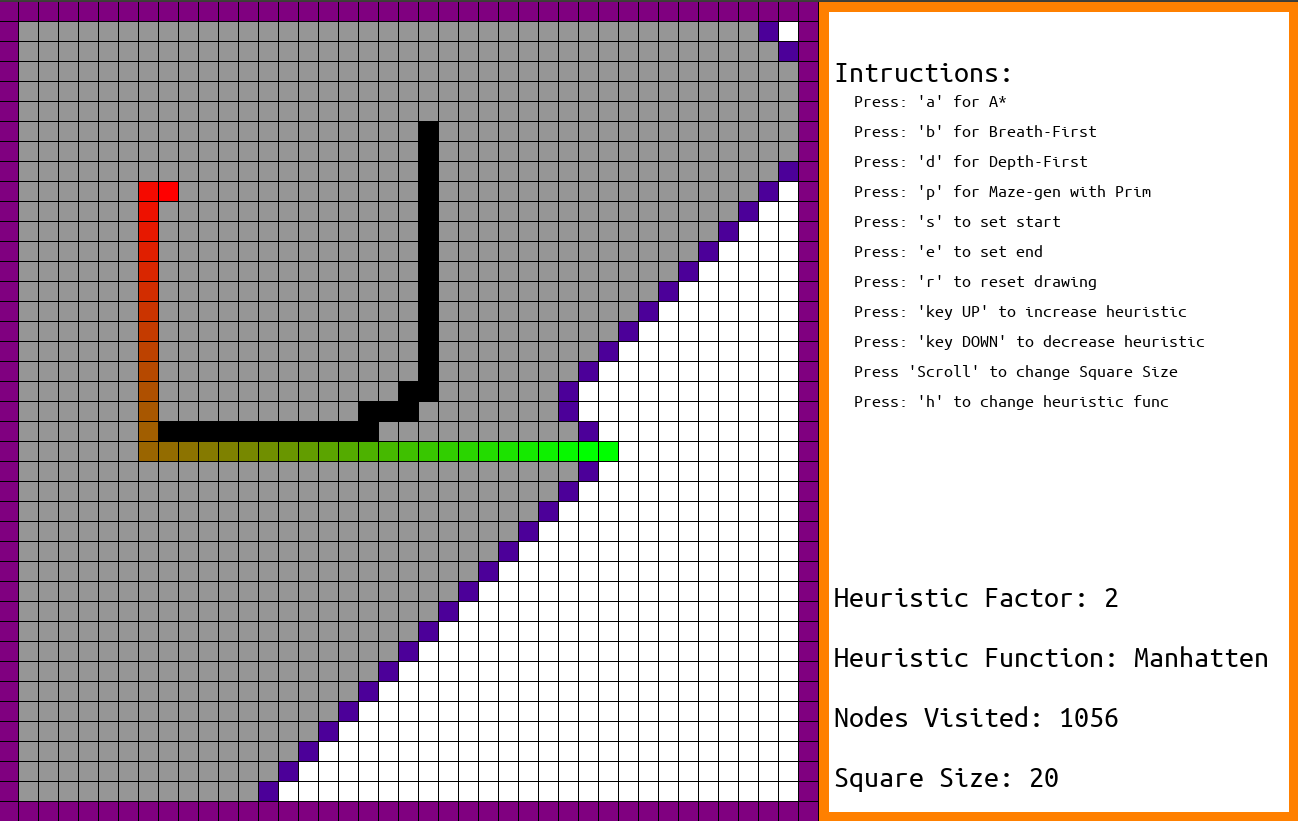 Intructions:
Press: 'a' for A*
Press: 'b' for Breath-First
Press: 'd' for Depth-First
Press: 'p' for Maze-gen with Prim
Press: 's' to set start
Press: 'e' to set end
Press: 'r' to reset drawing
Press: 'key UP' to increase heuristic
Press: 'key DOWN' to decrease heuristic
Press 'Scroll' to change Square Size
Press: 'h' to change heuristic func
Heuristic Factor: 2
Heuristic Function: Manhatten
Nodes Visited: 1056
Square Size: 20